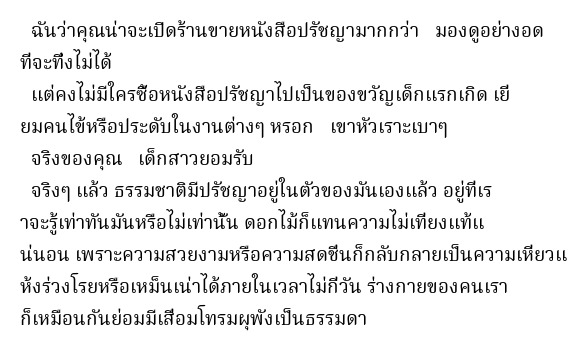 ฉันว่าคุณน่าจะเปิดร้านขายหนังสือปรัชญามากกว่า มองดูอย่างอด
ที่จะทึ่งไม่ได้
แต่คงไม่มีใครซื้อหนังสือปรัชญาไปเป็นของขวัญเด็กแรกเกิด เยี่
ยมคนไข้หรือประดับในงานต่างๆ หรอก เขาหัวเราะเบาๆ
จริงของคุณ เด็กสาวยอมรับ
จริงๆ แล้ว ธรรมชาติมีปรัชญาอยู่ในตัวของมันเองแล้ว อยู่ที่เร
าจะรู้เท่าทันมันหรือไม่เท่านั้น ดอกไม้ก็แทนความไม่เที่ยงแท้แ
น่นอน เพราะความสวยงามหรือความสดชื่นก็กลับกลายเป็นความเหี่ยวแ
ห้งร่วงโรยหรือเหม็นเน่าได้ภายในเวลาไม่กี่วัน ร่างกายของคนเรา
ก็เหมือนกันย่อมมีเสื่อมโทรมผุพังเป็นธรรมดา